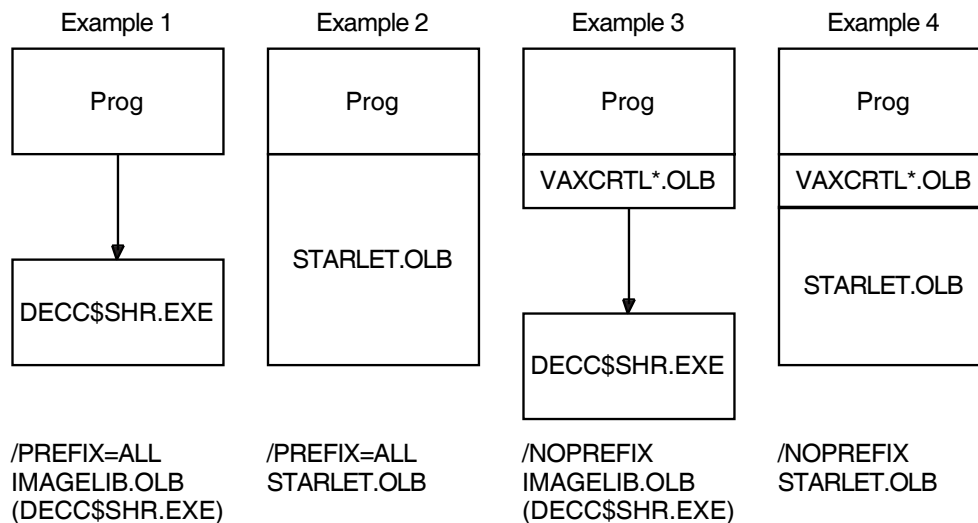 Example 1
Prog
DECC$SHR.EXE
/PREFIX=ALL
IMAGELIB.OLB
(DECC$SHR.EXE)
Example 2
Prog
STARLET.OLB
/PREFIX=ALL
STARLET.OLB
Example 3
Prog
VAXCRTL*.OLB
DECC$SHR.EXE
/NOPREFIX
IMAGELIB.OLB
(DECC$SHR.EXE)
Example 4
Prog
VAXCRTL*.OLB
STARLET.OLB
/NOPREFIX
STARLET.OLB